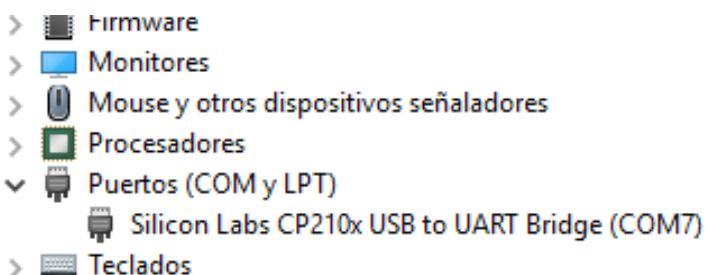 Firmware
Monitores
Mouse y otros dispositivos señaladores
Procesadores
Puertos (COM y LPT)
Silicon Labs CP210x USB to UART Bridge (COM7)
Teclados